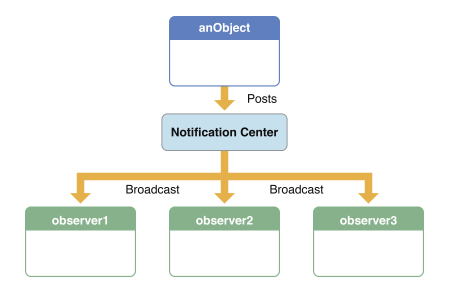 anObject
Posts
Notification Center
Broadcast Broadcast
observer1 observer2 observer3